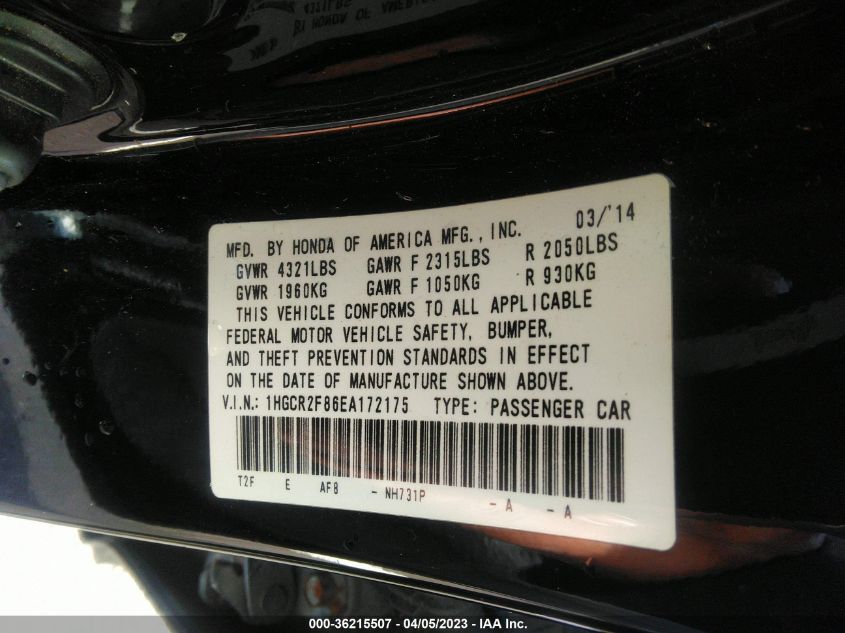 MFD. BY HONDA OF AMERICA MFG., INC. 03/'14
GVWR 4321LBS GAWR F 2315LBS R 2050LBS
GVWR 1960KG GAWR F 1050KG R 930KG
THIS VEHICLE CONFORMS TO ALL APPLICABLE
FEDERAL MOTOR VEHICLE SAFETY, BUMPER,
AND THEFT PREVENTION STANDARDS IN EFFECT
ON THE DATE OF MANUFACTURE SHOWN ABOVE.
V.I.N.: 1HGCR2F86EA172175 TYPE: PASSENGER CAR
T2F E AF8 - NH731P - A - A
000-36215507 - 04/05/2023 - IAA Inc.